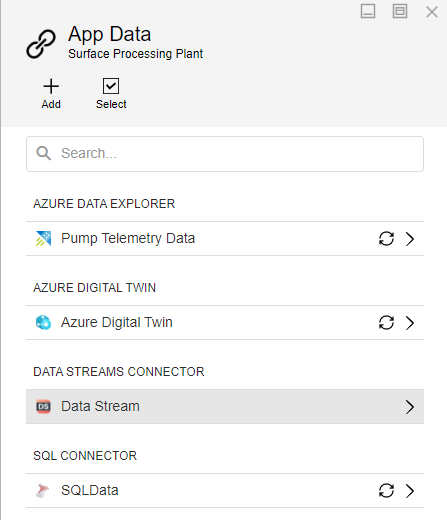 App Data
Surface Processing Plant
Add
Select
Search...
AZURE DATA EXPLORER
Pump Telemetry Data
AZURE DIGITAL TWIN
Azure Digital Twin
DATA STREAMS CONNECTOR
DS Data Stream
SQL CONNECTOR
SQLData